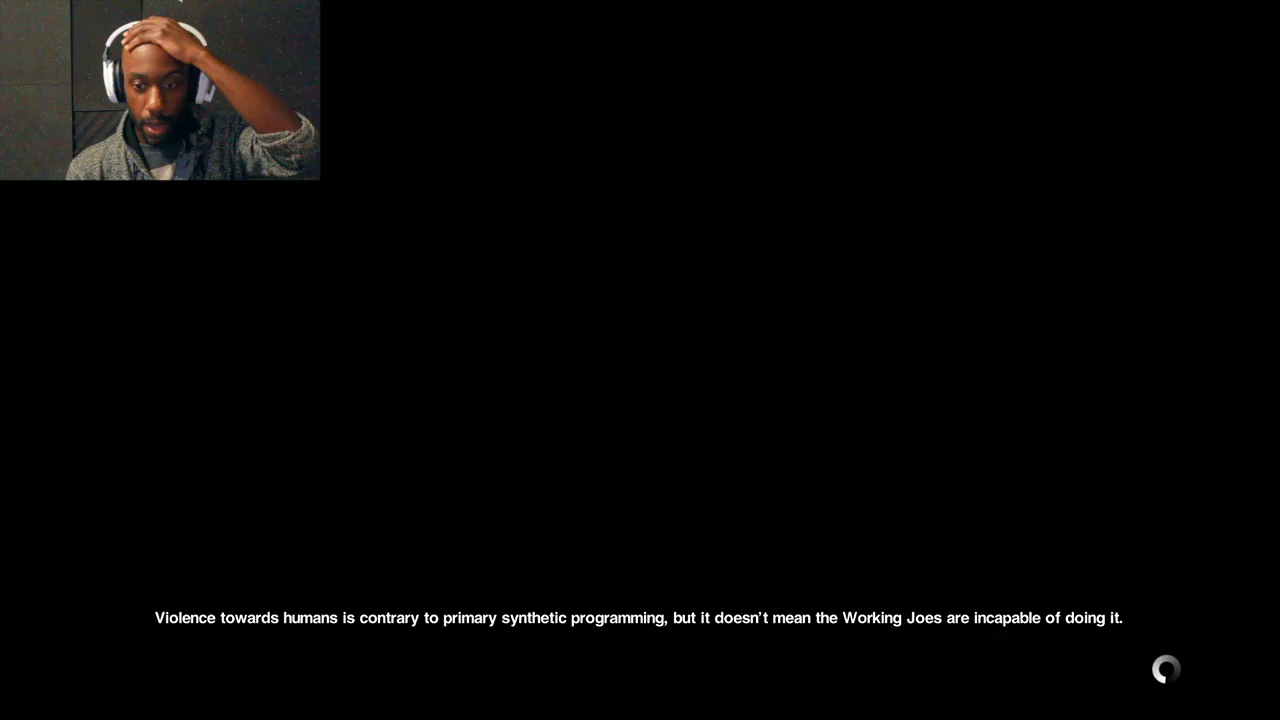 Violence towards humans is contrary to primary synthetic programming, but it doesn’t mean the Working Joes are incapable of doing it.